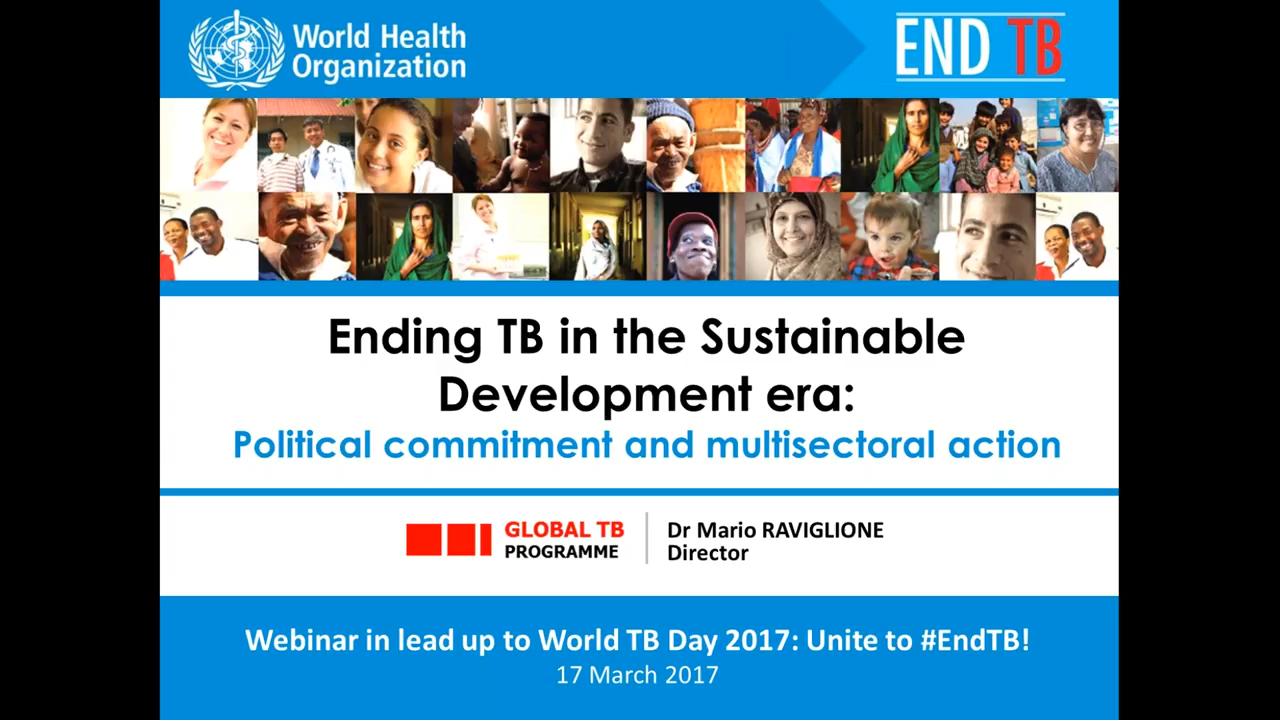 World Health
Organization
END TB
Ending TB in the Sustainable
Development era:
Political commitment and multisectoral action
GLOBAL TB
PROGRAMME
Dr Mario RAVIGLIONE
Director
Webinar in lead up to World TB Day 2017: Unite to #EndTB!
17 March 2017